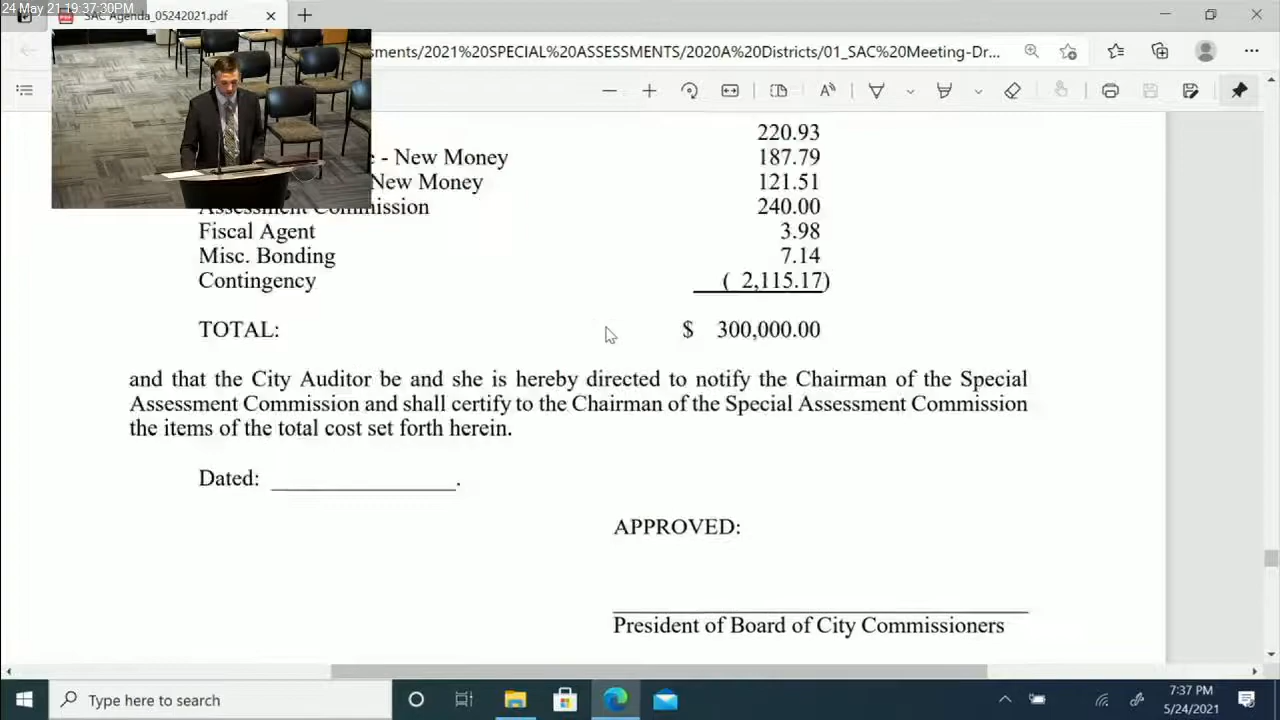 24 May 21 19:37:30PM
SAC Agenda_05242021.pdf
sments/2021%20SPECIAL%20ASSESSMENTS/2020A%20Districts/01_SAC%20Meeting-Dr...
220.93
- New Money 187.79
New Money 121.51
Assessment Commission 240.00
Fiscal Agent 3.98
Misc. Bonding 7.14
Contingency ( 2,115.17)
TOTAL: $ 300,000.00
and that the City Auditor be and she is hereby directed to notify the Chairman of the Special
Assessment Commission and shall certify to the Chairman of the Special Assessment Commission
the items of the total cost set forth herein.
Dated: .
APPROVED:
President of Board of City Commissioners
Type here to search
7:37 PM
5/24/2021